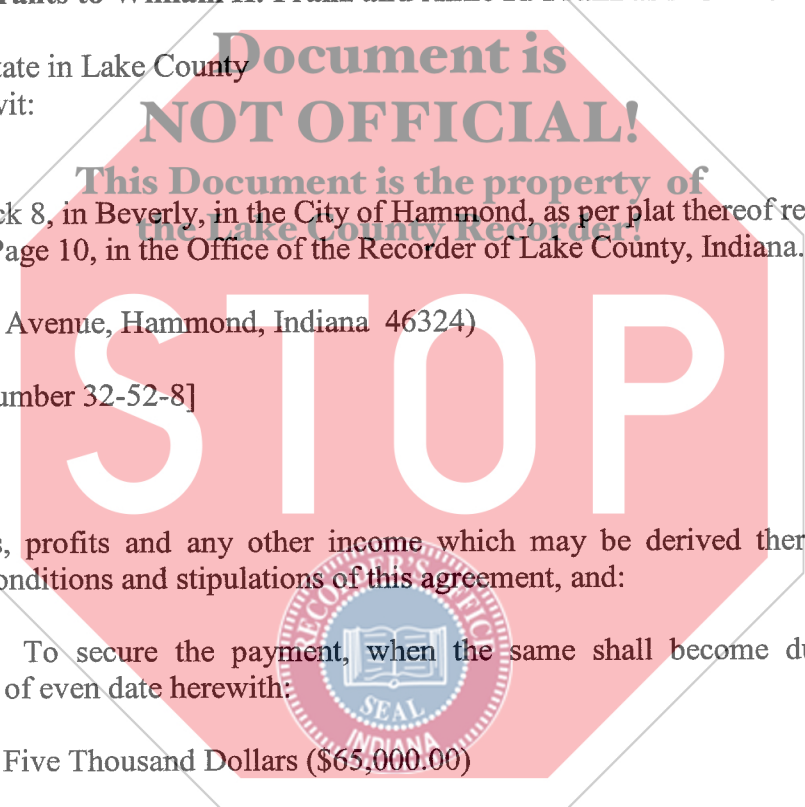 Document is
tate in Lake County
NOT OFFICIAL!
vit:
This Document is the property of
ck 8, in Beverly, in the City of Hammond, as per plat thereof re
the Lake County Recorder!
Page 10, in the Office of the Recorder of Lake County, Indiana.
Avenue, Hammond, Indiana 46324)
umber 32-52-8]
STOP
s, profits and any other income which may be derived ther
onditions and stipulations of this agreement, and:
RECORDER'S OFFICE
To secure the payment, when the same shall become du
of even date herewith:
SEAL
INDIANA
Five Thousand Dollars ($65,000.00)